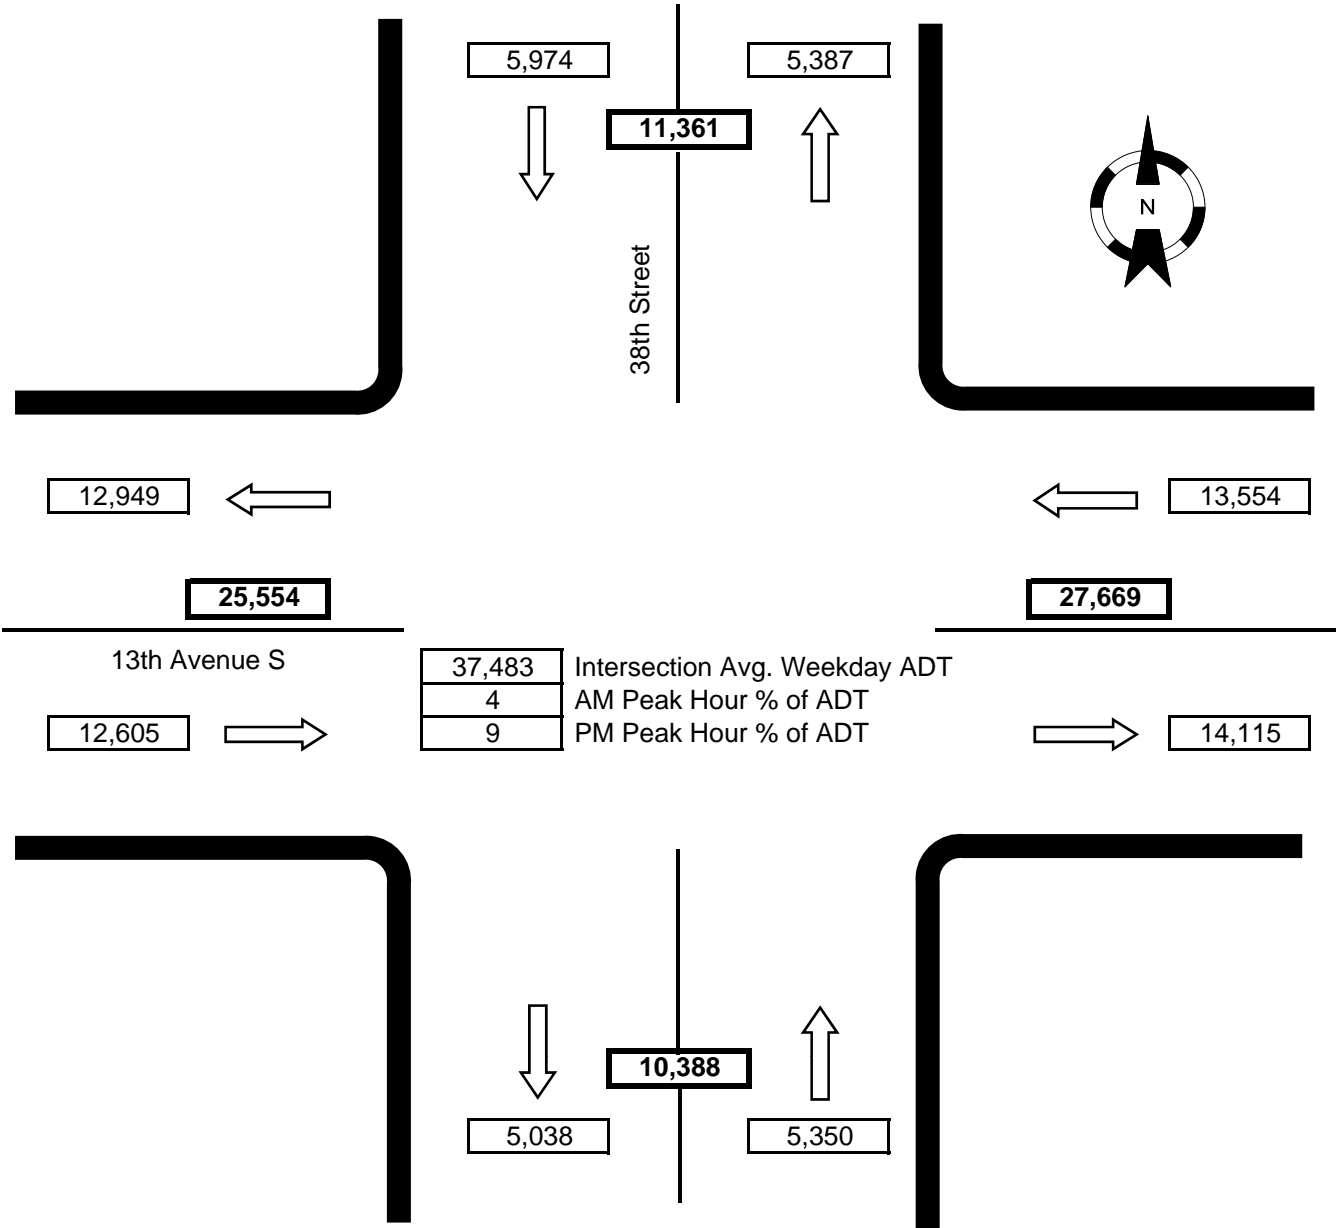 5,974
5,387
11,361
N
38th Street
12,949
13,554
25,554
27,669
13th Avenue S
37,483 Intersection Avg. Weekday ADT
4 AM Peak Hour % of ADT
9 PM Peak Hour % of ADT
12,605
14,115
10,388
5,038
5,350